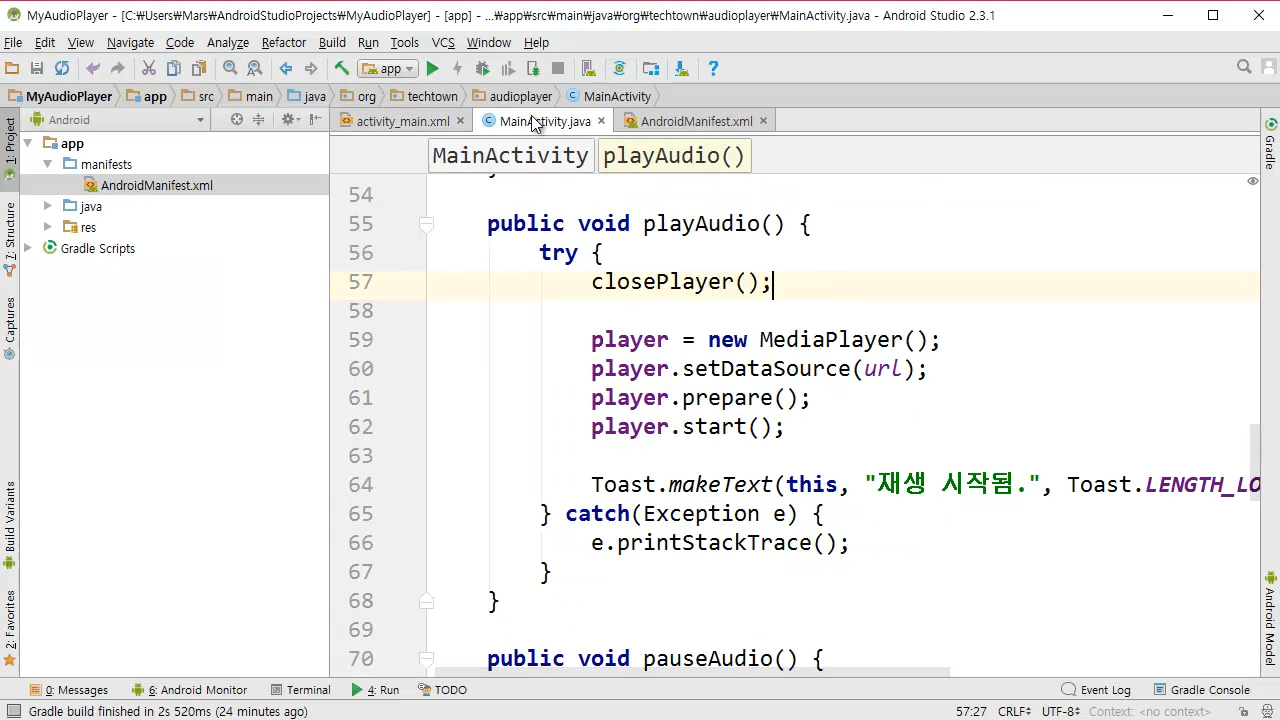 MyAudioPlayer - [C:₩Users₩Mars₩AndroidStudioProjects₩MyAudioPlayer] - [app] - ...₩app₩src₩main₩java₩org₩techtown₩audioplayer₩MainActivity.java - Android Studio 2.3.1
File Edit View Navigate Code Analyze Refactor Build Run Tools VCS Window Help
app
MyAudioPlayer app src main java org techtown audioplayer MainActivity
Android
activity_main.xml MainActivity.java AndroidManifest.xml
MainActivity playAudio()
app
manifests
AndroidManifest.xml
java
res
Gradle Scripts
1: Project
7: Structure
Captures
Build Variants
2: Favorites
54
55 public void playAudio() {
56 try {
57 closePlayer();
58
59 player = new MediaPlayer();
60 player.setDataSource(url);
61 player.prepare();
62 player.start();
63
64 Toast.makeText(this, "재생 시작됨.", Toast.LENGTH_LO
65 } catch(Exception e) {
66 e.printStackTrace();
67 }
68 }
69
70 public void pauseAudio() {
Gradle
Android Model
0: Messages 6: Android Monitor Terminal 4: Run TODO Event Log Gradle Console
Gradle build finished in 2s 520ms (24 minutes ago) 57:27 CRLF÷ UTF-8÷ Context: <no context>